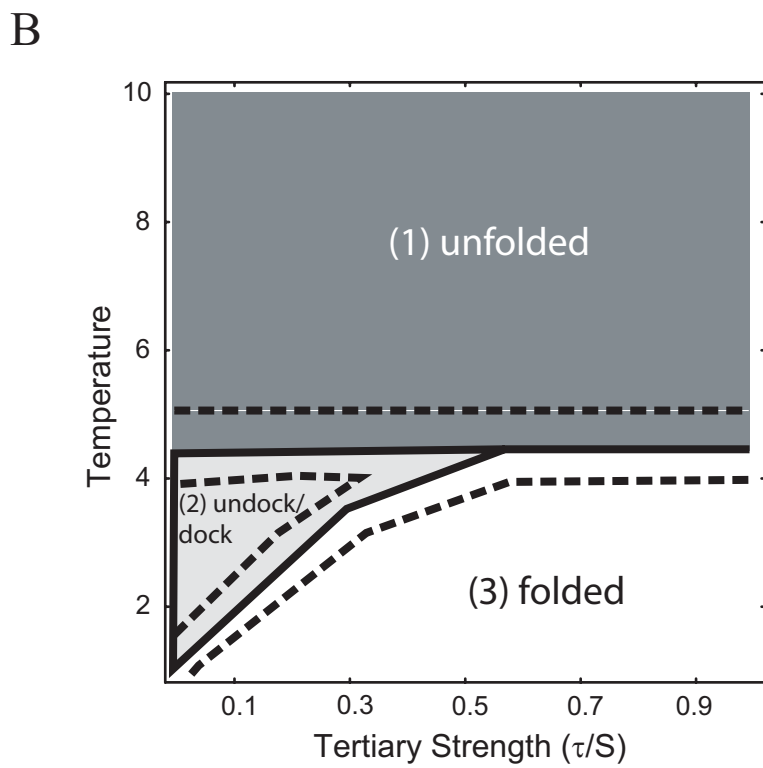 B
10
8
6
4
2
Temperature
(1) unfolded
(2) undock/
dock
(3) folded
0.1 0.3 0.5 0.7 0.9
Tertiary Strength (τ/S)